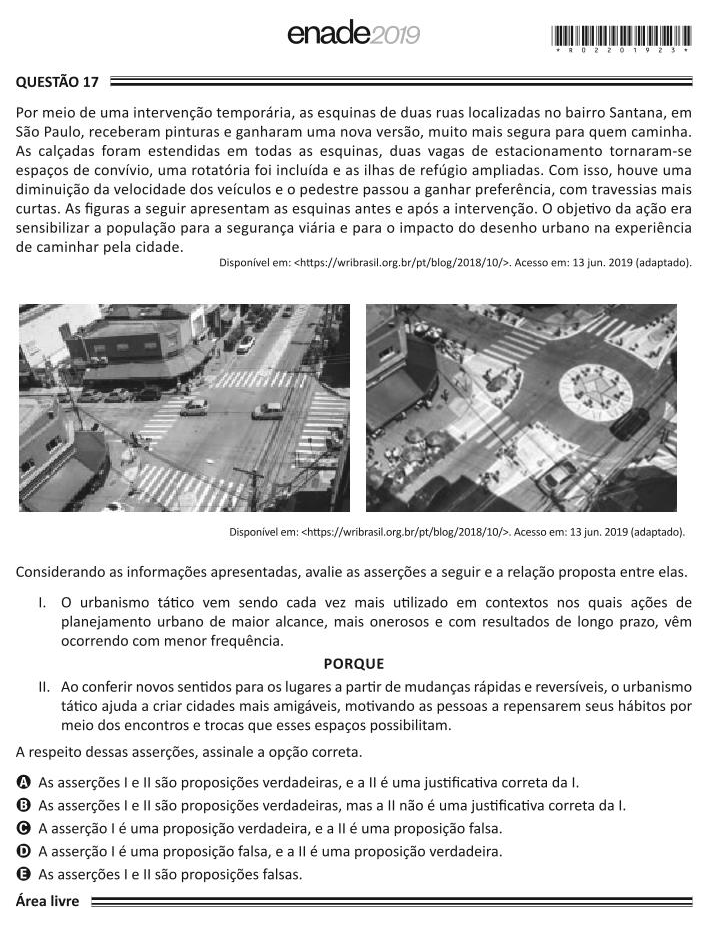 enade2019
* R 0 2 2 0 1 9 2 3 *
QUESTÃO 17
Por meio de uma intervenção temporária, as esquinas de duas ruas localizadas no bairro Santana, em
São Paulo, receberam pinturas e ganharam uma nova versão, muito mais segura para quem caminha.
As calçadas foram estendidas em todas as esquinas, duas vagas de estacionamento tornaram-se
espaços de convívio, uma rotatória foi incluída e as ilhas de refúgio ampliadas. Com isso, houve uma
diminuição da velocidade dos veículos e o pedestre passou a ganhar preferência, com travessias mais
curtas. As figuras a seguir apresentam as esquinas antes e após a intervenção. O objetivo da ação era
sensibilizar a população para a segurança viária e para o impacto do desenho urbano na experiência
de caminhar pela cidade.
Disponível em: <https://wribrasil.org.br/pt/blog/2018/10/>. Acesso em: 13 jun. 2019 (adaptado).
Disponível em: <https://wribrasil.org.br/pt/blog/2018/10/>. Acesso em: 13 jun. 2019 (adaptado).
Considerando as informações apresentadas, avalie as asserções a seguir e a relação proposta entre elas.
I. O urbanismo tático vem sendo cada vez mais utilizado em contextos nos quais ações de
planejamento urbano de maior alcance, mais onerosos e com resultados de longo prazo, vêm
ocorrendo com menor frequência.
PORQUE
II. Ao conferir novos sentidos para os lugares a partir de mudanças rápidas e reversíveis, o urbanismo
tático ajuda a criar cidades mais amigáveis, motivando as pessoas a repensarem seus hábitos por
meio dos encontros e trocas que esses espaços possibilitam.
A respeito dessas asserções, assinale a opção correta.
A As asserções I e II são proposições verdadeiras, e a II é uma justificativa correta da I.
B As asserções I e II são proposições verdadeiras, mas a II não é uma justificativa correta da I.
C A asserção I é uma proposição verdadeira, e a II é uma proposição falsa.
D A asserção I é uma proposição falsa, e a II é uma proposição verdadeira.
E As asserções I e II são proposições falsas.
Área livre